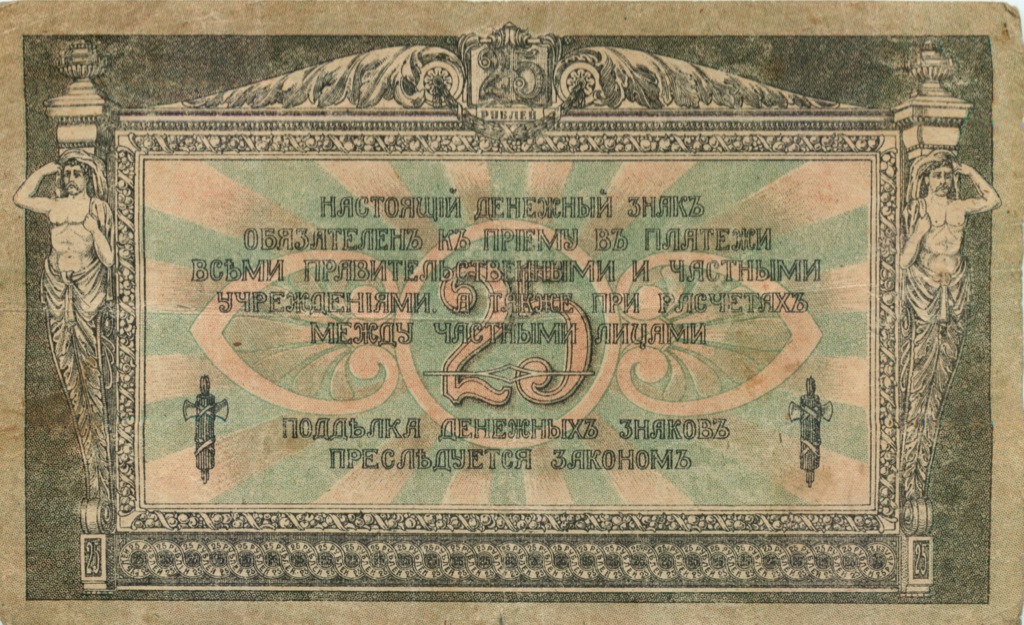 25
РУБЛЕЙ
НАСТОЯЩІЙ ДЕНЕЖНЫЙ ЗНАКЪ
ОБЯЗАТЕЛЕНЪ КЪ ПРІЕМУ ВЪ ПЛАТЕЖИ
ВСѢМИ ПРАВИТЕЛЬСТВЕННЫМИ И ЧАСТНЫМИ
УЧРЕЖДЕНІЯМИ, А ТАКЖЕ ПРИ РАСЧЕТАХЪ
МЕЖДУ ЧАСТНЫМИ ЛИЦАМИ
25
ПОДДѢЛКА ДЕНЕЖНЫХЪ ЗНАКОВЪ
ПРЕСЛѢДУЕТСЯ ЗАКОНОМЪ
25 25